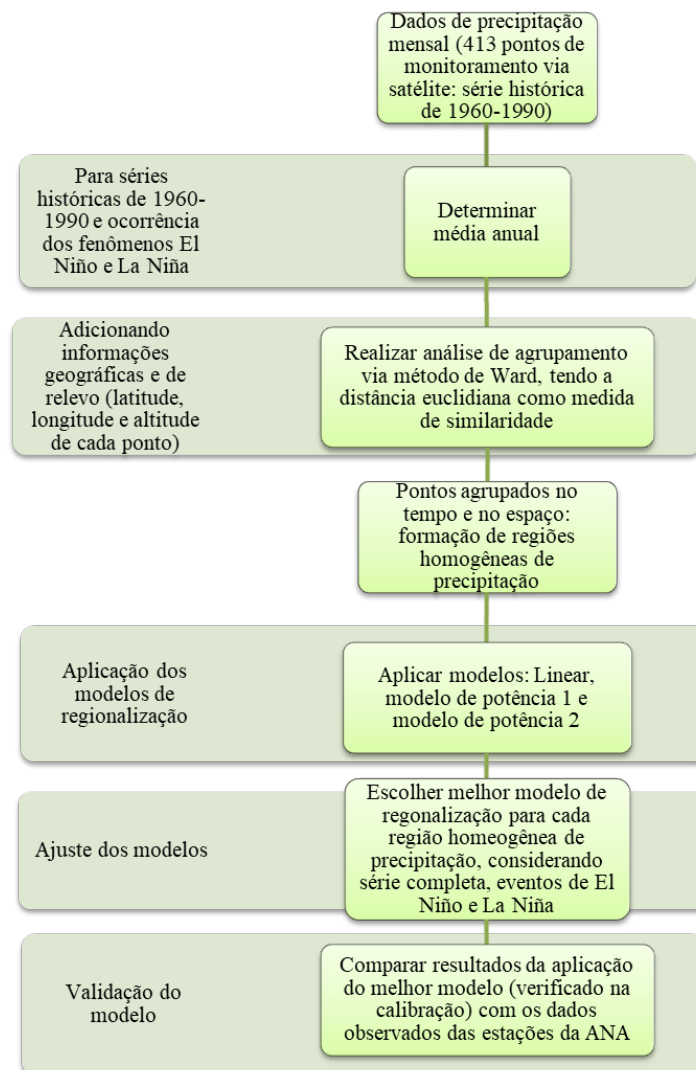 Dados de precipitação
mensal (413 pontos de
monitoramento via
satélite: série histórica
de 1960-1990)
Para séries
históricas de 1960-
1990 e ocorrência
dos fenômenos El
Niño e La Niña
Determinar
média anual
Adicionando
informações
geográficas e de
relevo (latitude,
longitude e altitude
de cada ponto)
Realizar análise de agrupamento
via método de Ward, tendo a
distância euclidiana como medida
de similaridade
Pontos agrupados no
tempo e no espaço:
formação de regiões
homogêneas de
precipitação
Aplicação dos
modelos de
regionalização
Aplicar modelos: Linear,
modelo de potência 1 e
modelo de potência 2
Ajuste dos modelos
Escolher melhor modelo de
regonalização para cada
região homeogênea de
precipitação, considerando
série completa, eventos de El
Niño e La Niña
Validação do
modelo
Comparar resultados da aplicação
do melhor modelo (verificado na
calibração) com os dados
observados das estações da ANA